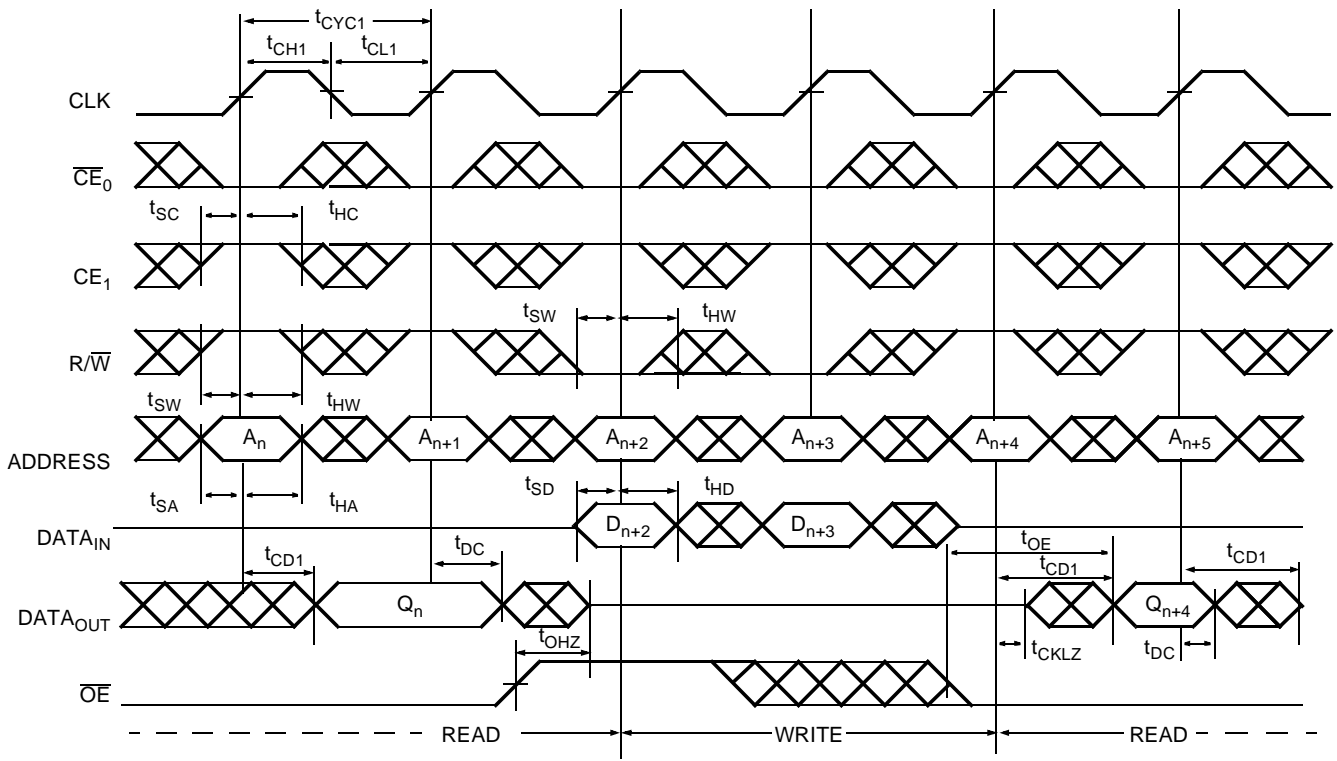 tCYC1
tCH1 tCL1
CLK
CE0
tSC tHC
CE1
tSW tHW
R/W
tSW tHW
An An+1 An+2 An+3 An+4 An+5
ADDRESS
tSA tHA tSD tHD
Dn+2 Dn+3
DATAIN
tOE
tCD1 tDC tCD1 tCD1
Qn Qn+4
DATAOUT
tOHZ tCKLZ tDC
OE
READ WRITE READ